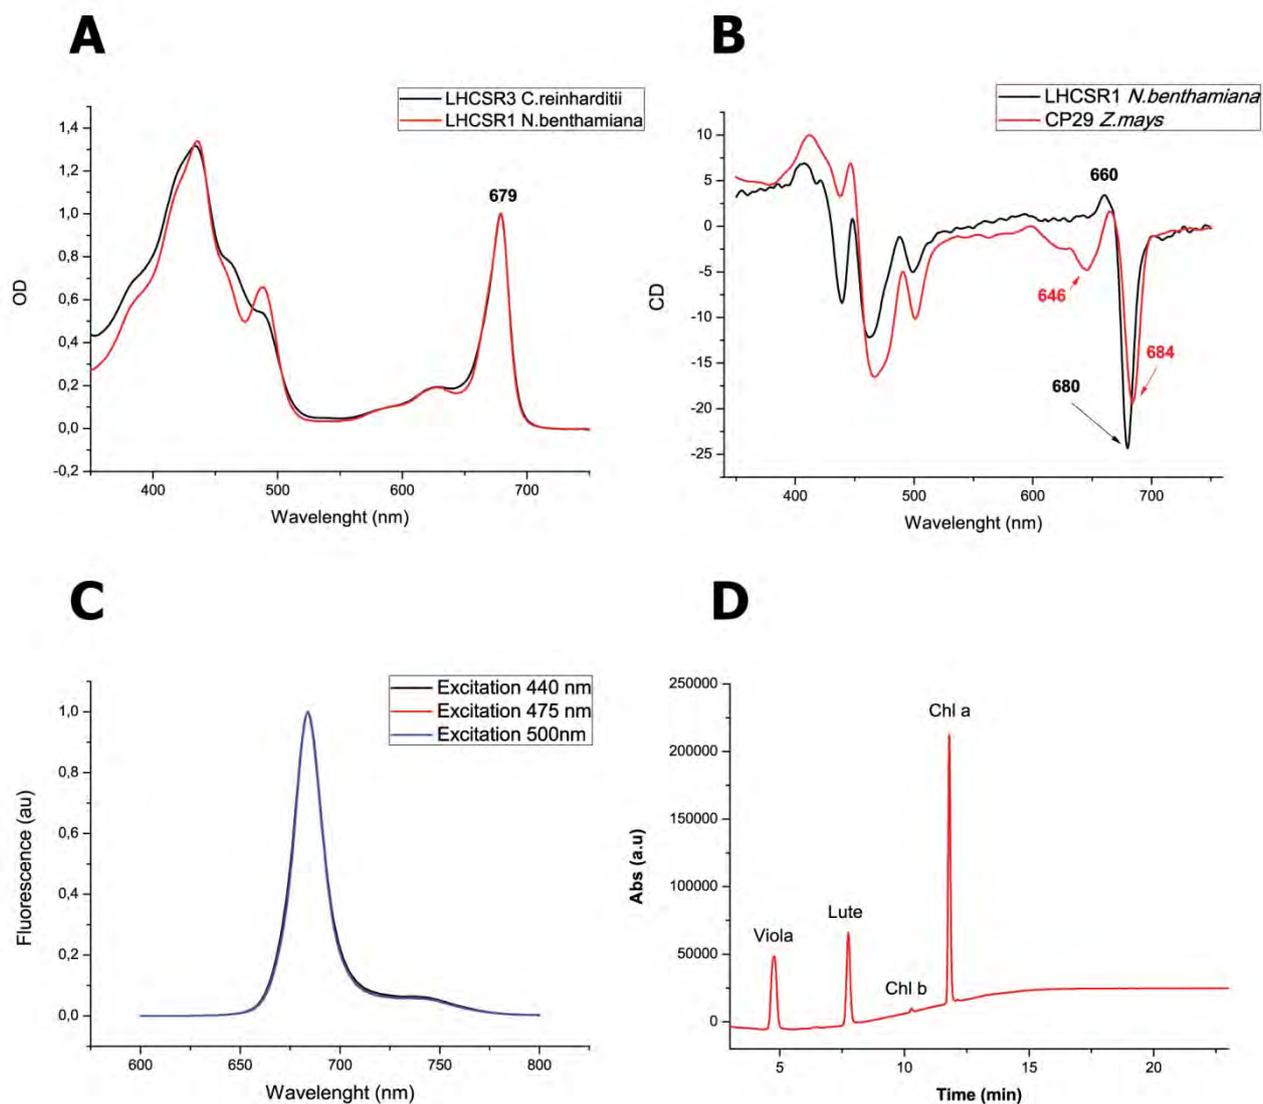 A
LHCSR3 C.reinharditii
LHCSR1 N.benthamiana
1,4
1,2
1,0
0,8
0,6
0,4
0,2
0,0
-0,2
OD
679
400
500
600
700
Wavelenght (nm)
B
LHCSR1 N.benthamiana
CP29 Z.mays
10
5
0
-5
-10
-15
-20
-25
CD
660
646
684
680
400
500
600
700
Wavelenght (nm)
C
Excitation 440 nm
Excitation 475 nm
Excitation 500nm
1,0
0,8
0,6
0,4
0,2
0,0
Fluorescence (au)
600
650
700
750
800
Wavelenght (nm)
D
250000
200000
150000
100000
50000
0
Abs (a.u)
Chl a
Lute
Viola
Chl b
5
10
15
20
Time (min)